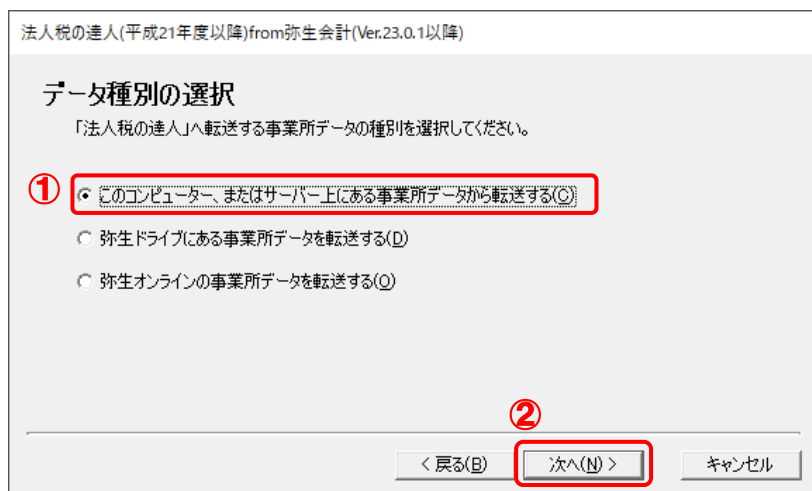 法人税の達人(平成21年度以降)from弥生会計(Ver.23.0.1以降)
データ種別の選択
「法人税の達人」へ転送する事業所データの種別を選択してください。
① このコンピューター、またはサーバー上にある事業所データから転送する(C)
弥生ドライブにある事業所データを転送する(D)
弥生オンラインの事業所データを転送する(O)
②
< 戻る(B) 次へ(N) > キャンセル